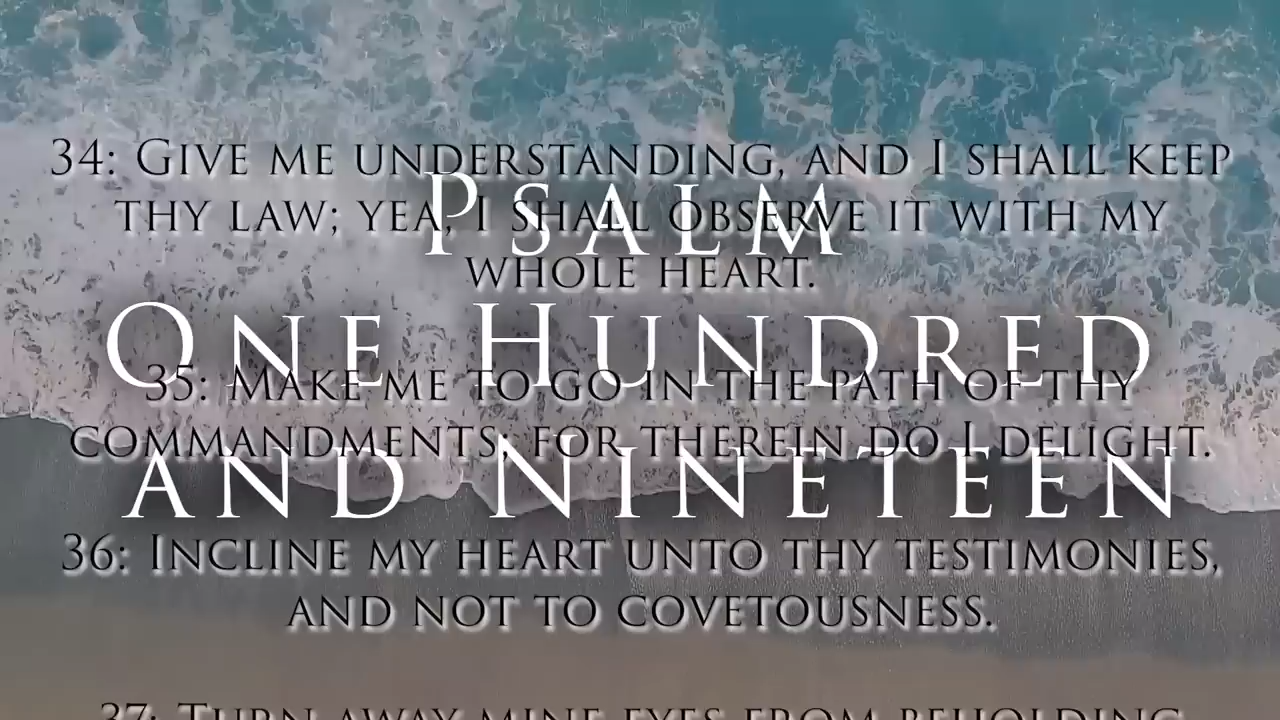 34: Give me understanding, and I shall keep
thy law; yea, I shall observe it with my
whole heart.
35: Make me to go in the path of thy
commandments, for therein do I delight.
36: Incline my heart unto thy testimonies,
and not to covetousness.
37: Turn away mine eyes from beholding
Psalm
One Hundred
and Nineteen